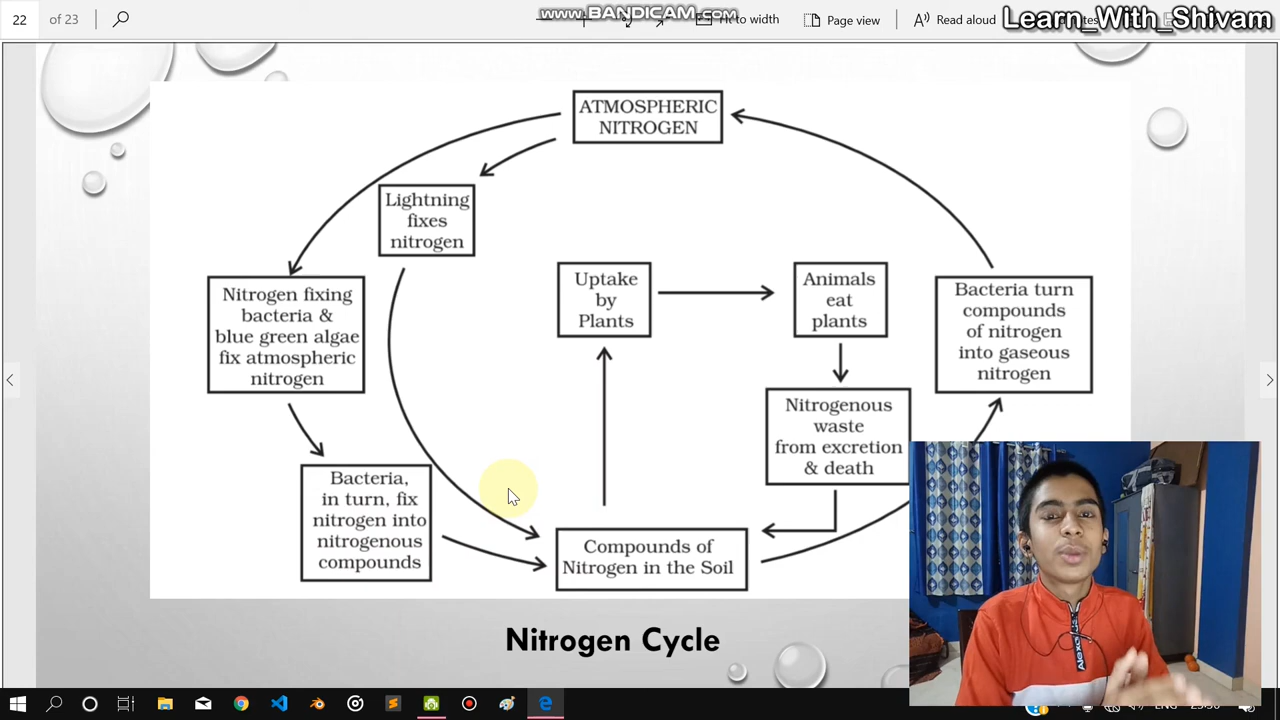 22 of 23
www.BANDICAM.com
to width
Page view
Read aloud
Learn_With_Shivam
ATMOSPHERIC
NITROGEN
Lightning
fixes
nitrogen
Nitrogen fixing
bacteria &
blue green algae
fix atmospheric
nitrogen
Uptake
by
Plants
Animals
eat
plants
Bacteria turn
compounds
of nitrogen
into gaseous
nitrogen
Nitrogenous
waste
from excretion
& death
Bacteria,
in turn, fix
nitrogen into
nitrogenous
compounds
Compounds of
Nitrogen in the Soil
Nitrogen Cycle